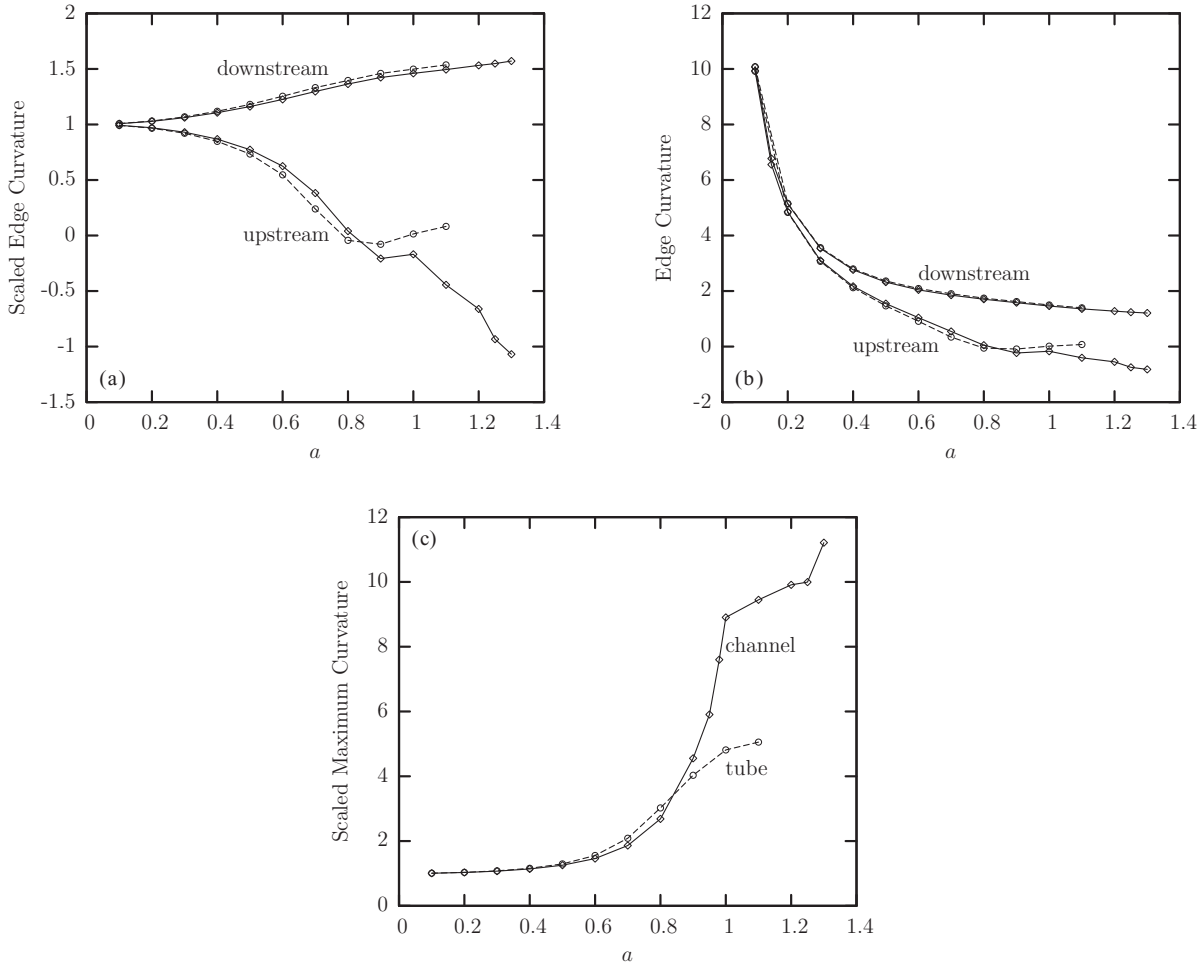 2
1.5
1
0.5
0
-0.5
-1
-1.5
Scaled Edge Curvature
downstream
upstream
(a)
0 0.2 0.4 0.6 0.8 1 1.2 1.4
a
12
10
8
6
4
2
0
-2
Edge Curvature
downstream
upstream
(b)
0 0.2 0.4 0.6 0.8 1 1.2 1.4
a
12
10
8
6
4
2
0
Scaled Maximum Curvature
(c)
channel
tube
0 0.2 0.4 0.6 0.8 1 1.2 1.4
a